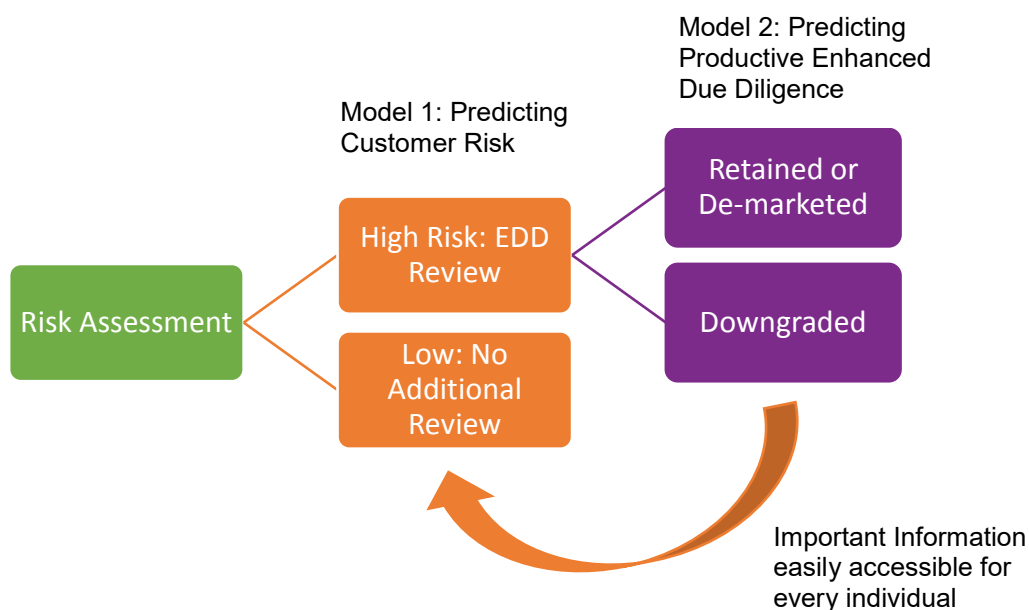 Model 2: Predicting
Productive Enhanced
Due Diligence
Model 1: Predicting
Customer Risk
Retained or
De-marketed
High Risk: EDD
Review
Risk Assessment
Downgraded
Low: No
Additional
Review
Important Information
easily accessible for
every individual